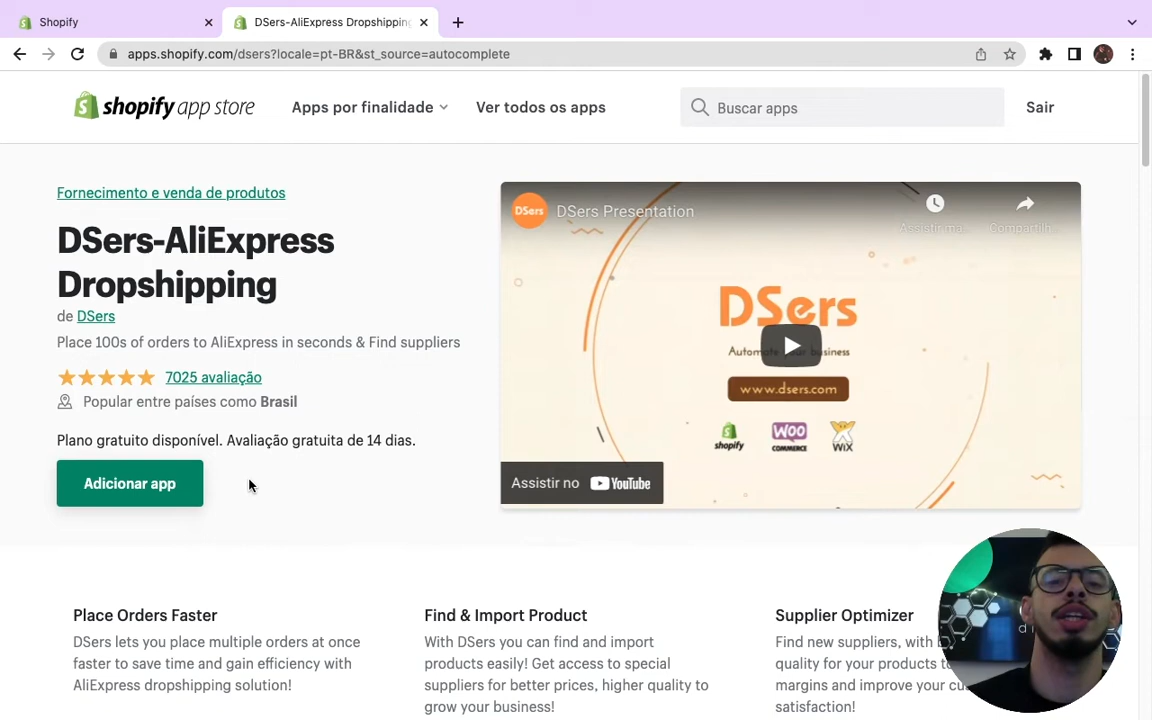 Shopify
DSers-AliExpress Dropshipping
apps.shopify.com/dsers?locale=pt-BR&st_source=autocomplete
shopify app store
Apps por finalidade
Ver todos os apps
Buscar apps
Sair
Fornecimento e venda de produtos
DSers-AliExpress
Dropshipping
de DSers
Place 100s of orders to AliExpress in seconds & Find suppliers
7025 avaliação
Popular entre países como Brasil
Plano gratuito disponível. Avaliação gratuita de 14 dias.
Adicionar app
DSers
DSers Presentation
Assistir ma...
Compartilh...
DSers
Automate your business
www.dsers.com
shopify
WOO
COMMERCE
WiX
Assistir no YouTube
Place Orders Faster
DSers lets you place multiple orders at once
faster to save time and gain efficiency with
AliExpress dropshipping solution!
Find & Import Product
With DSers you can find and import
products easily! Get access to special
suppliers for better prices, higher quality to
grow your business!
Supplier Optimizer
Find new suppliers, with
quality for your products
margins and improve your
satisfaction!